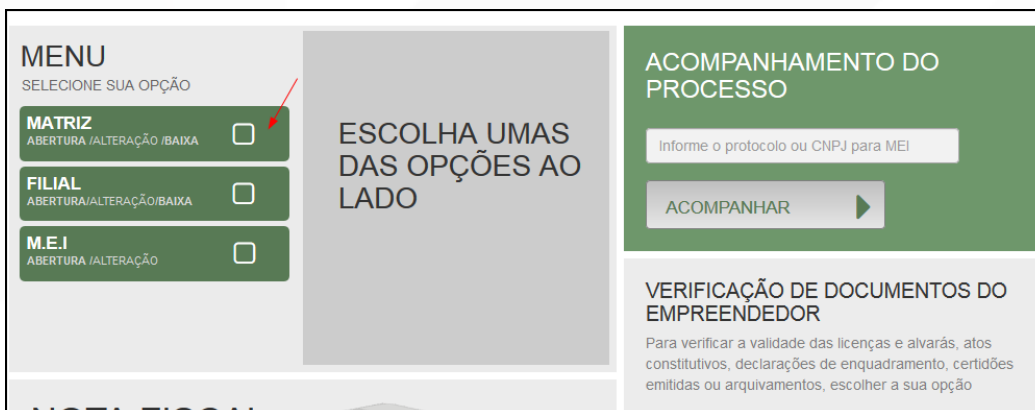 MENU
SELECIONE SUA OPÇÃO
MATRIZ
ABERTURA /ALTERAÇÃO /BAIXA
FILIAL
ABERTURA/ALTERAÇÃO/BAIXA
M.E.I
ABERTURA /ALTERAÇÃO
ESCOLHA UMAS
DAS OPÇÕES AO
LADO
ACOMPANHAMENTO DO
PROCESSO
Informe o protocolo ou CNPJ para MEI
ACOMPANHAR
VERIFICAÇÃO DE DOCUMENTOS DO
EMPREENDEDOR
Para verificar a validade das licenças e alvarás, atos
constitutivos, declarações de enquadramento, certidões
emitidas ou arquivamentos, escolher a sua opção
NOTA FISCAL